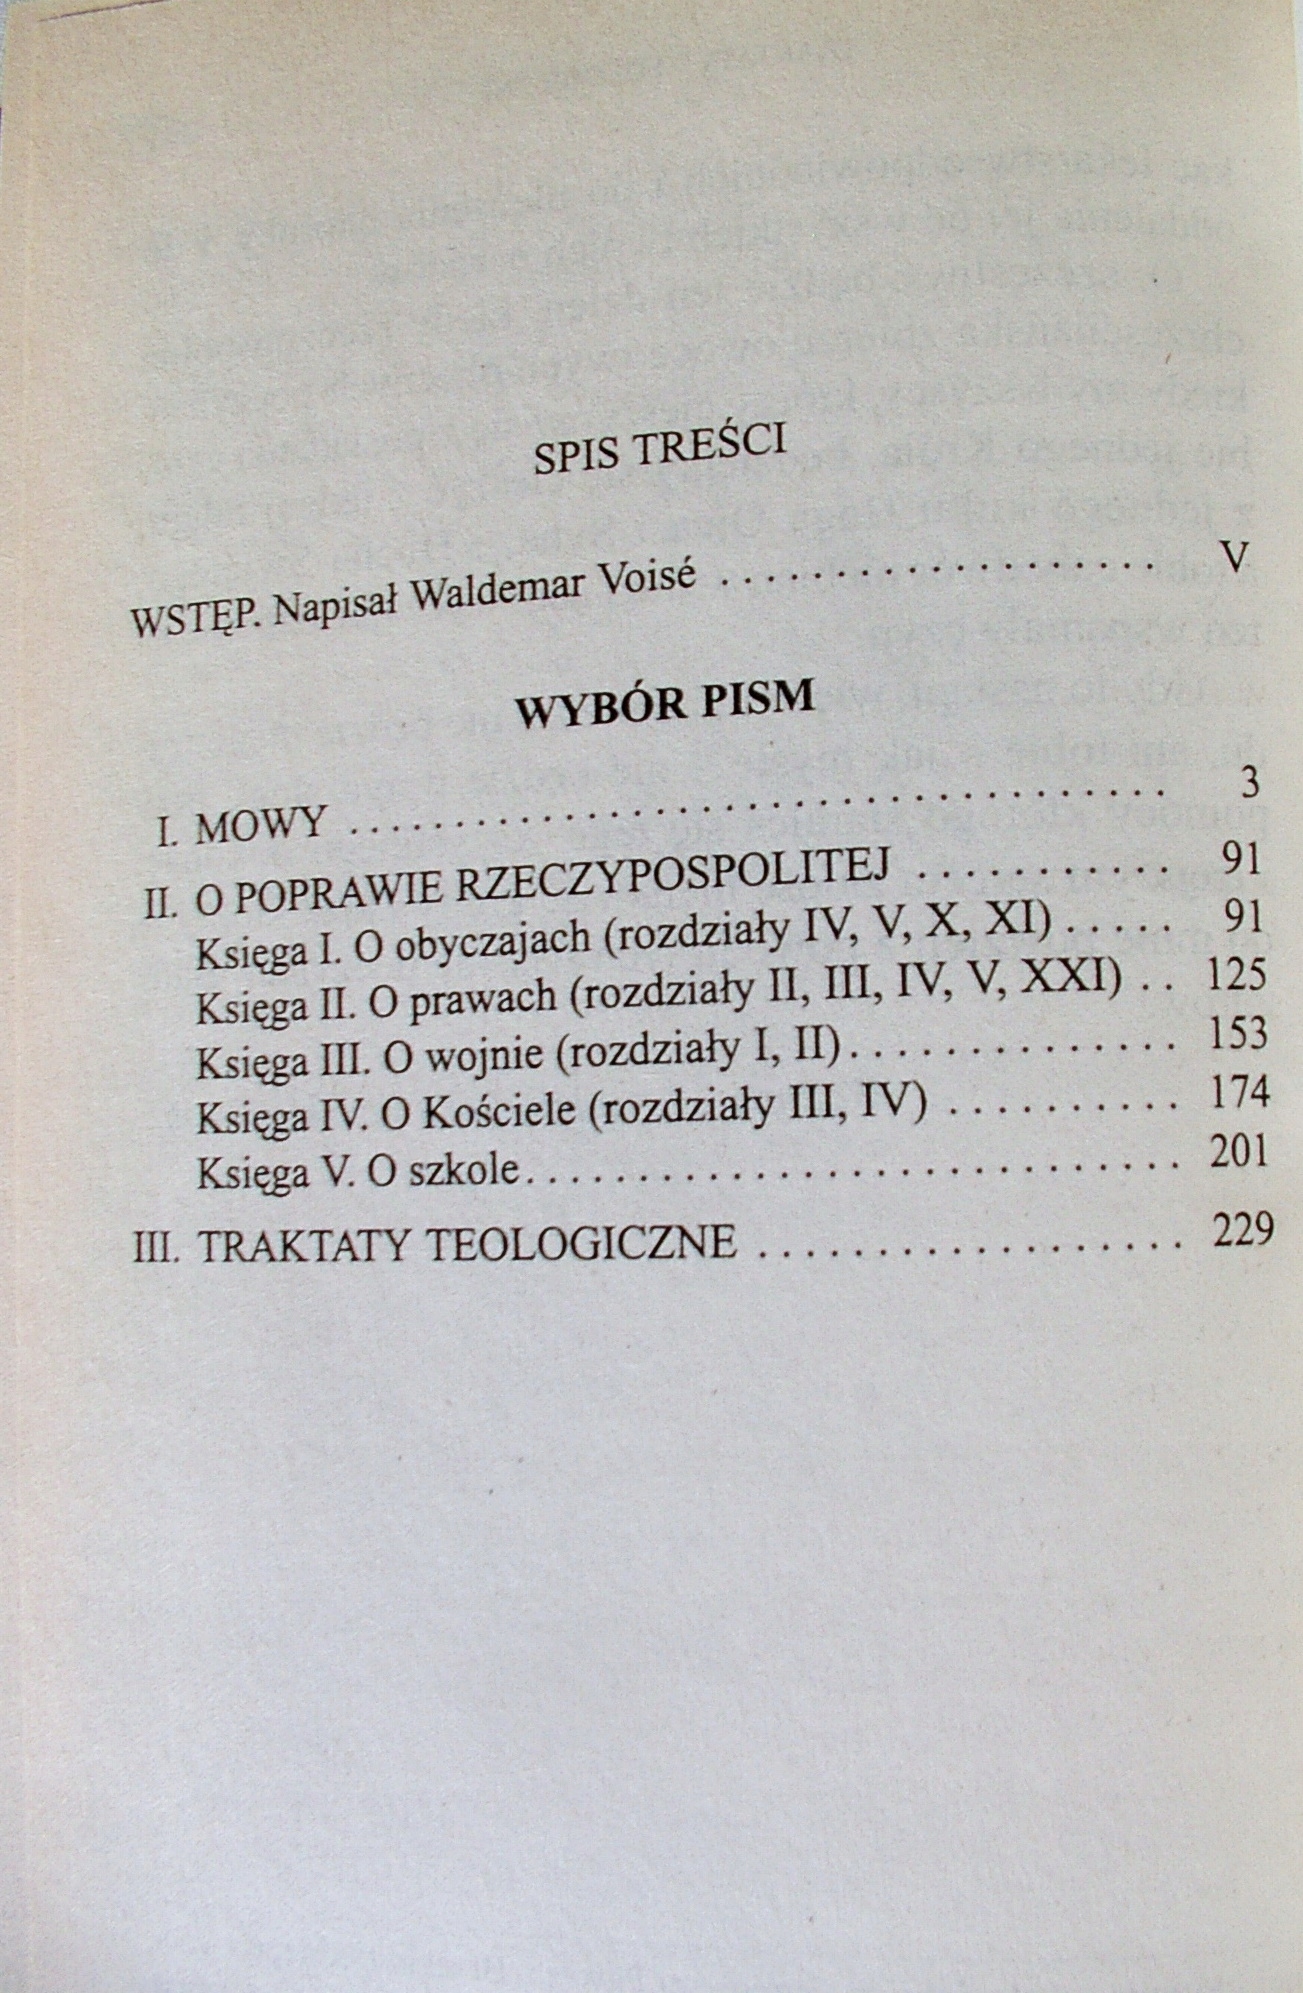 SPIS TREŚCI
WSTĘP. Napisał Waldemar Voisé . . . . . . . . . . . . . . . . . . . V
WYBÓR PISM
I. MOWY . . . . . . . . . . . . . . . . . . . . . . . . . . . . . . . . . . 3
II. O POPRAWIE RZECZYPOSPOLITEJ . . . . . . . . . . . 91
Księga I. O obyczajach (rozdziały IV, V, X, XI) . . . . . 91
Księga II. O prawach (rozdziały II, III, IV, V, XXI) . . 125
Księga III. O wojnie (rozdziały I, II) . . . . . . . . . . . . . . . 153
Księga IV. O Kościele (rozdziały III, IV) . . . . . . . . . . 174
Księga V. O szkole . . . . . . . . . . . . . . . . . . . . . . . . . . . . . 201
III. TRAKTATY TEOLOGICZNE . . . . . . . . . . . . . . . . . . 229